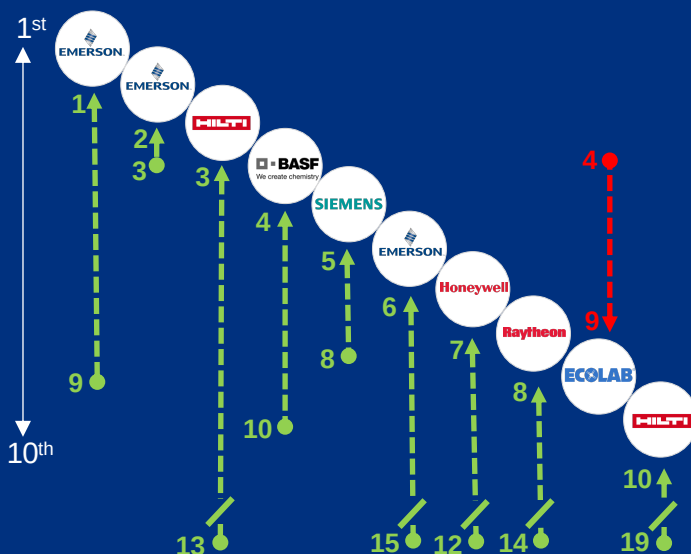 1st
EMERSON
1
EMERSON
2
3
HILTI
3
BASF
We create chemistry
4
SIEMENS
5
EMERSON
6
Honeywell
7
Raytheon
8
4
9
ECOLAB
HILTI
10
9
8
10
10th
13
15
12
14
19